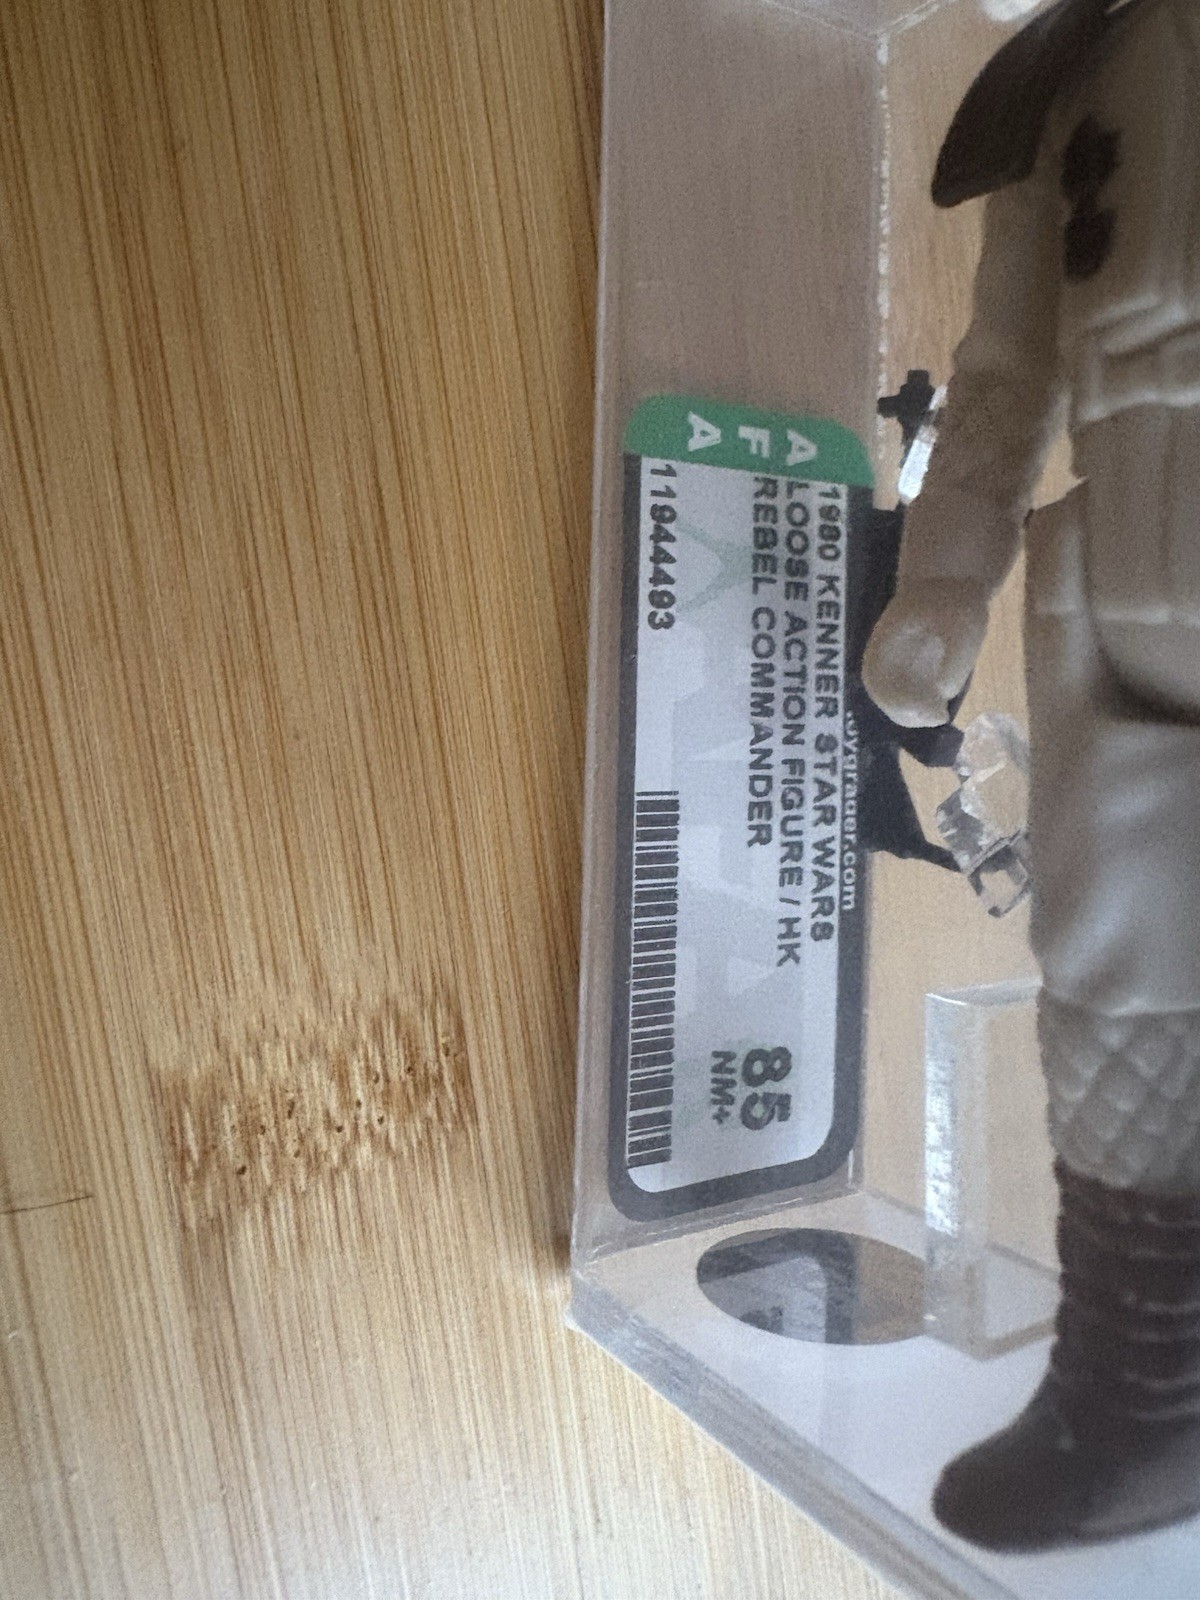 AFA
1980 KENNER STAR WARS
LOOSE ACTION FIGURE / HK
REBEL COMMANDER
85
NM+
11944493
toygrader.com